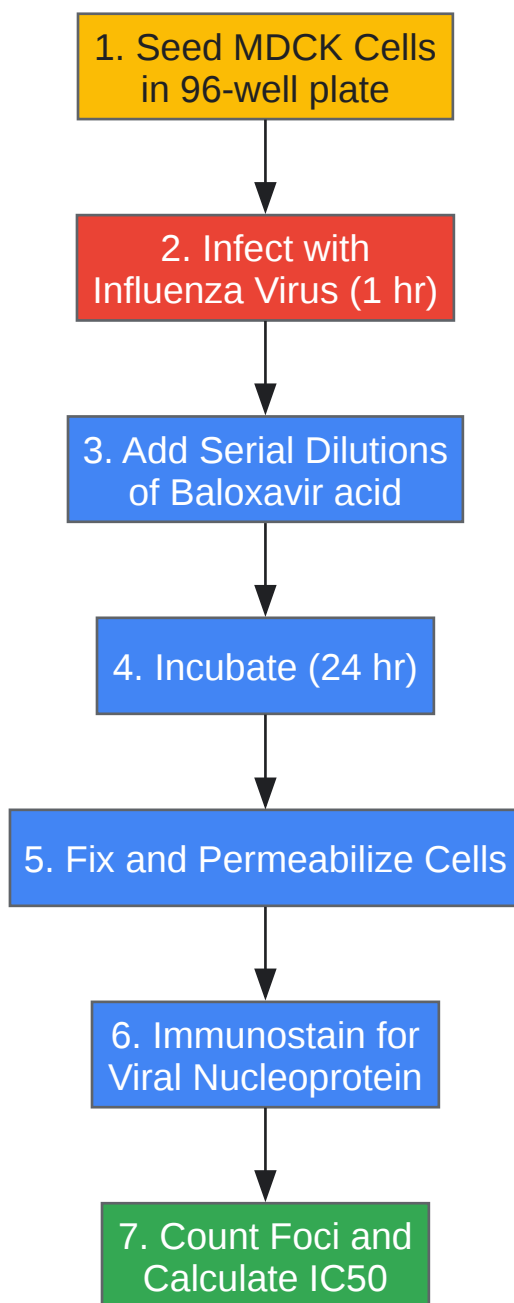 1. Seed MDCK Cells
in 96-well plate
2. Infect with
Influenza Virus (1 hr)
3. Add Serial Dilutions
of Baloxavir acid
4. Incubate (24 hr)
5. Fix and Permeabilize Cells
6. Immunostain for
Viral Nucleoprotein
7. Count Foci and
Calculate IC50